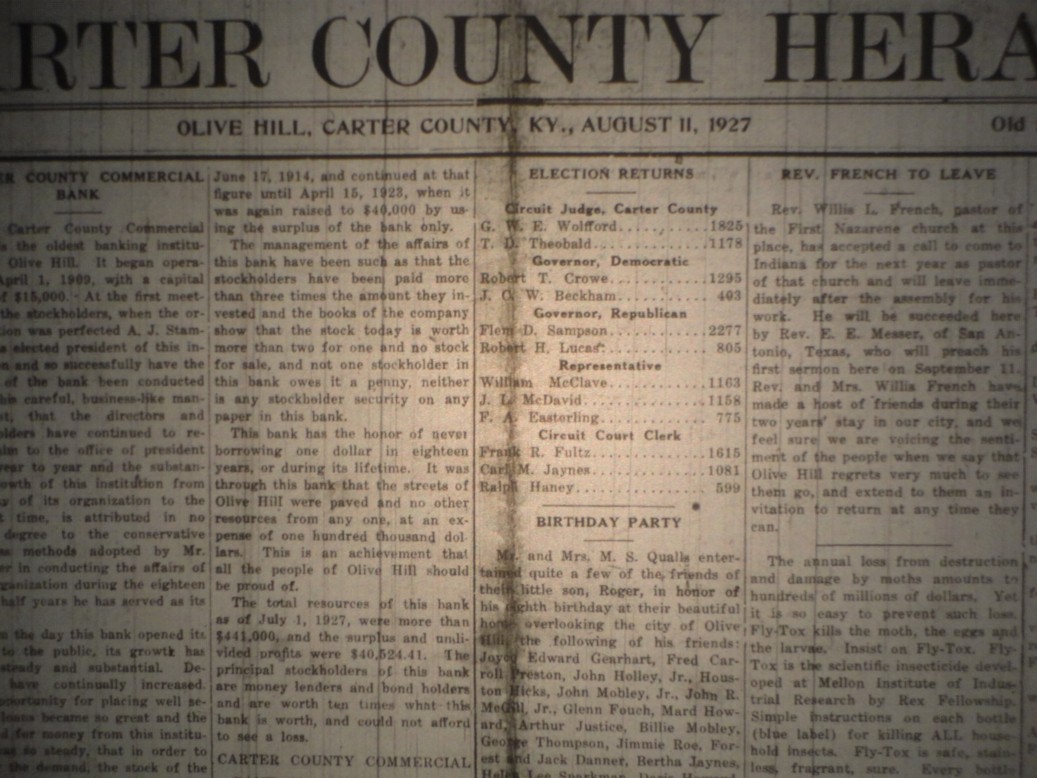 RTER COUNTY HERA
OLIVE HILL, CARTER COUNTY, KY., AUGUST 11, 1927
Old
ER COUNTY COMMERCIAL
BANK
Carter County Commercial
s the oldest banking institu-
Olive Hill. It began opera-
April 1, 1909, with a capital
f $15,000. At the first meet-
the stockholders, when the or-
ion was perfected A. J. Stam-
s elected president of this in-
n and so successfully have the
of the bank been conducted
his careful, business-like man-
nt, that the directors and
olders have continued to re-
him to the office of president
year to year and the substan-
owth of this institution from
y of its organization to the
t time, is attributed in no
degree to the conservative
ss methods adopted by Mr.
er in conducting the affairs of
ganization during the eighteen
half years he has served as its
m the day this bank opened its
to the public, its growth has
steady and substantial. De-
have continually increased.
portunity for placing well se-
loans became so great and the
d for money from this institu-
so steady, that in order to
the demand, the stock of the
June 17, 1914, and continued at that
figure until April 15, 1923, when it
was again raised to $40,000 by us-
ing the surplus of the bank only.
The management of the affairs of
this bank have been such as that the
stockholders have been paid more
than three times the amount they in-
vested and the books of the company
show that the stock today is worth
more than two for one and no stock
for sale, and not one stockholder in
this bank owes it a penny, neither
is any stockholder security on any
paper in this bank.
This bank has the honor of never
borrowing one dollar in eighteen
years, or during its lifetime. It was
through this bank that the streets of
Olive Hill were paved and no other
resources from any one, at an ex-
pense of one hundred thousand dol-
lars. This is an achievement that
all the people of Olive Hill should
be proud of.
The total resources of this bank
as of July 1, 1927, were more than
$441,000, and the surplus and undi-
vided profits were $40,524.41. The
principal stockholders of this bank
are money lenders and bond holders
and are worth ten times what this
bank is worth, and could not afford
to see a loss.
CARTER COUNTY COMMERCIAL
ELECTION RETURNS
Circuit Judge, Carter County
G. W. E. Wolfford..............1825
T. D. Theobald................1178
Governor, Democratic
Robert T. Crowe...............1295
J. C. W. Beckham.............. 403
Governor, Republican
Flem D. Sampson...............2277
Robert H. Lucas............... 805
Representative
William McClave...............1163
J. L. McDavid.................1158
F. A. Easterling.............. 775
Circuit Court Clerk
Frank R. Fultz................1615
Carl M. Jaynes................1081
Ralph Haney................... 599
BIRTHDAY PARTY
Mr. and Mrs. M. S. Qualls enter-
tained quite a few of the friends of
their little son, Roger, in honor of
his eighth birthday at their beautiful
home overlooking the city of Olive
Hill, the following of his friends:
Joyce Edward Gearhart, Fred Car-
roll Preston, John Holley, Jr., Hous-
ton Hicks, John Mobley, Jr., John R.
McGill Jr., Glenn Fouch, Mard How-
ard, Arthur Justice, Billie Mobley,
George Thompson, Jimmie Roe, For-
est and Jack Danner, Bertha Jaynes,
Helen Lee Sparkman,
REV. FRENCH TO LEAVE
Rev. Willis L. French, pastor of
the First Nazarene church at this
place, has accepted a call to come to
Indiana for the next year as pastor
of that church and will leave imme-
diately after the assembly for his
work. He will be succeeded here
by Rev. E. E. Messer, of San An-
tonio, Texas, who will preach his
first sermon here on September 11.
Rev. and Mrs. Willis French have
made a host of friends during their
two years' stay in our city, and we
feel sure we are voicing the senti-
ment of the people when we say that
Olive Hill regrets very much to see
them go, and extend to them an in-
vitation to return at any time they
can.
The annual loss from destruction
and damage by moths amounts to
hundreds of millions of dollars. Yet
it is so easy to prevent such loss.
Fly-Tox kills the moth, the eggs and
the larvae. Insist on Fly-Tox. Fly-
Tox is the scientific insecticide devel-
oped at Mellon Institute of Indus-
trial Research by Rex Fellowship.
Simple instructions on each bottle
(blue label) for killing ALL house-
hold insects. Fly-Tox is safe, stain-
less, fragrant, sure. Every bottle